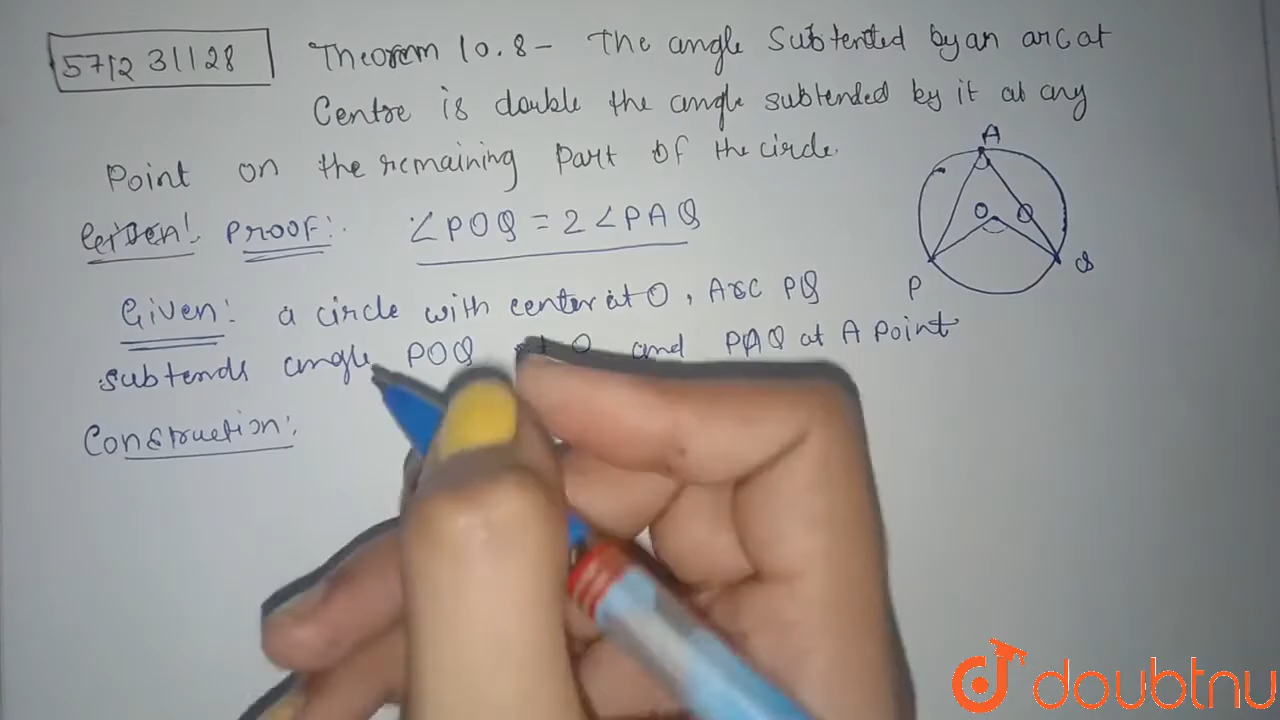 571231128
Theorem 10.8- The angle Subtended by an arc at
Centre is double the angle subtended by it at any
Point on the remaining Part of the circle.
Proof:. ∠POQ = 2∠PAQ
Given: a circle with center at O, Arc PQ
subtends angle POQ O and PAQ at A Point
Construction:
A
O
P
Q
doubtnut